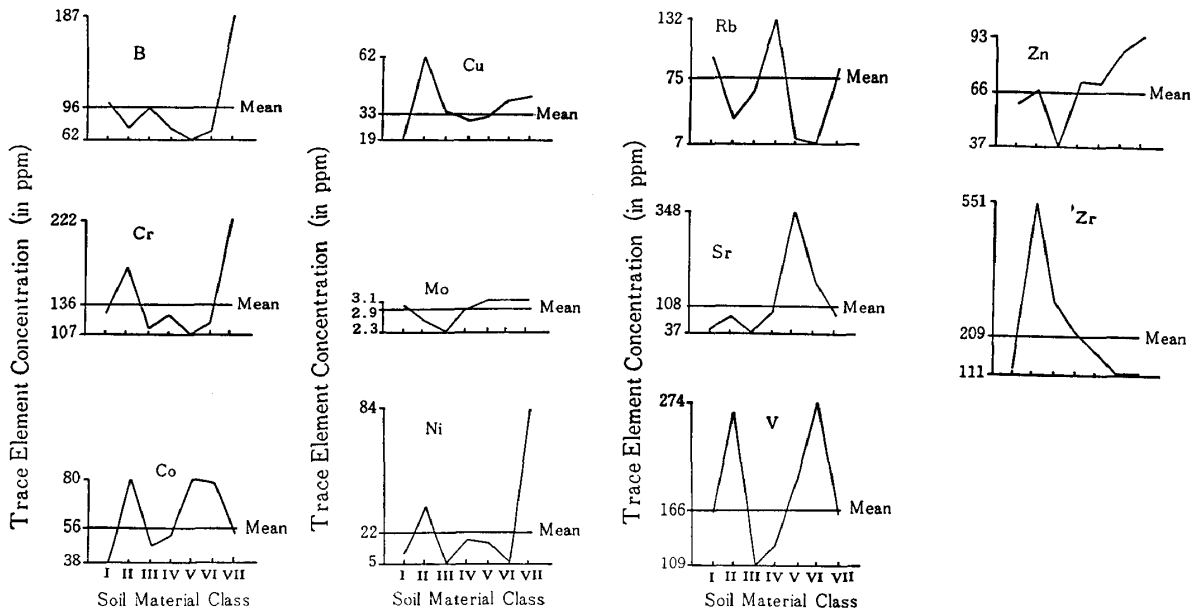 Trace Element Concentration (in ppm)
187
B
96
Mean
62
222
Cr
136
Mean
107
80
Co
56
Mean
38
I II III IV V VI VII
Soil Material Class
Trace Element Concentration (in ppm)
62
Cu
33
Mean
19
3.1
Mo
2.9
Mean
2.3
84
Ni
22
Mean
5
I II III IV V VI VII
Soil Material Class
Trace Element Concentration (in ppm)
132
Rb
75
Mean
7
348
Sr
108
Mean
37
274
V
166
Mean
109
I II III IV V VI VII
Soil Material Class
93
Zn
66
Mean
37
551
Zr
209
Mean
111